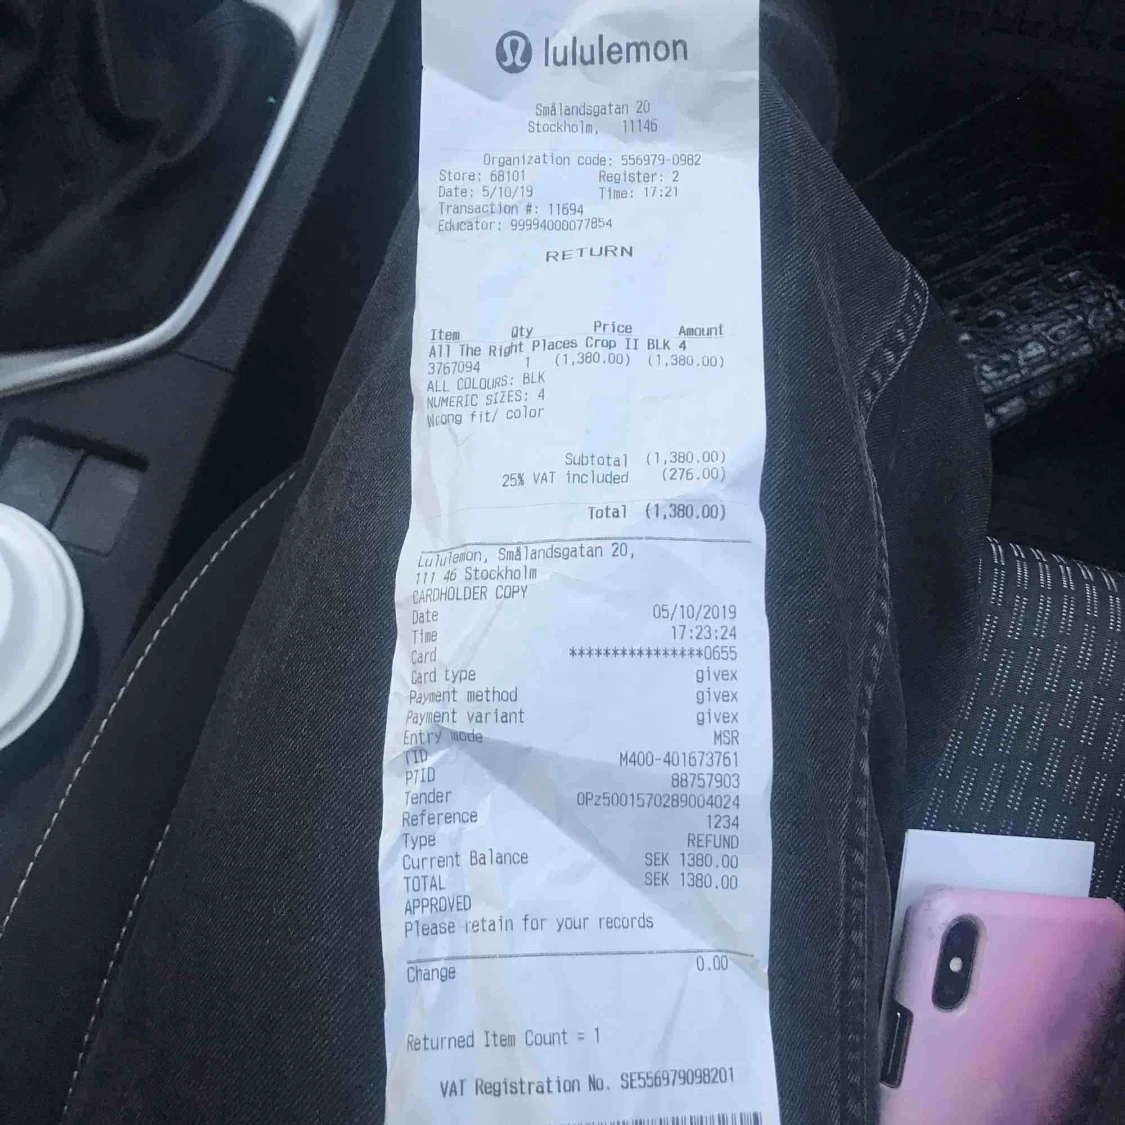 lululemon
Smålandsgatan 20
Stockholm, 11146
Organization code: 556979-0982
Store: 68101 Register: 2
Date: 5/10/19 Time: 17:21
Transaction #: 11694
Educator: 99994000077854
RETURN
Item Qty Price Amount
All The Right Places Crop II BLK 4
3767094 1 (1,380.00) (1,380.00)
ALL COLOURS: BLK
NUMERIC SIZES: 4
Wrong fit/ color
Subtotal (1,380.00)
25% VAT included (276.00)
Total (1,380.00)
Lululemon, Smålandsgatan 20,
111 46 Stockholm
CARDHOLDER COPY
Date 05/10/2019
Time 17:23:24
Card ****************0655
Card type givex
Payment method givex
Payment variant givex
Entry mode MSR
TID M400-401673761
PTID 88757903
Tender OPz5001570289004024
Reference 1234
Type REFUND
Current Balance SEK 1380.00
TOTAL SEK 1380.00
APPROVED
Please retain for your records
Change 0.00
Returned Item Count = 1
VAT Registration No. SE556979098201